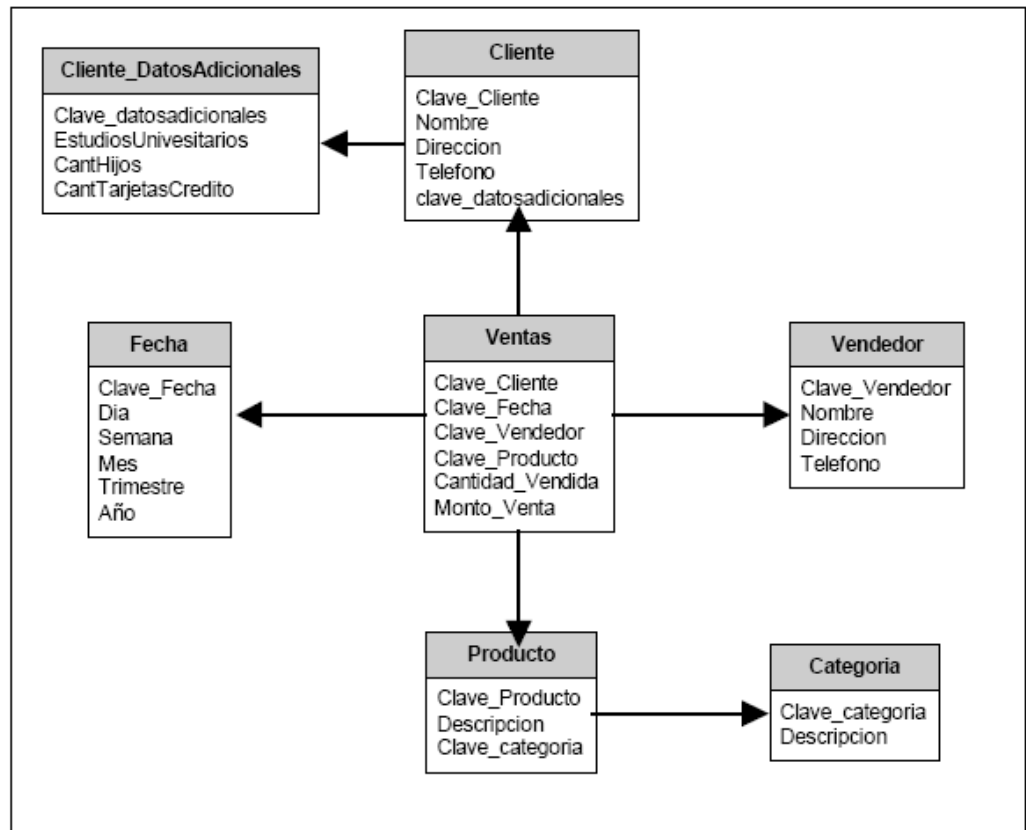 Cliente_DatosAdicionales
Clave_datosadicionales
EstudiosUnivesitarios
CantHijos
CantTarjetasCredito
Cliente
Clave_Cliente
Nombre
Direccion
Telefono
clave_datosadicionales
Fecha
Clave_Fecha
Dia
Semana
Mes
Trimestre
Año
Ventas
Clave_Cliente
Clave_Fecha
Clave_Vendedor
Clave_Producto
Cantidad_Vendida
Monto_Venta
Vendedor
Clave_Vendedor
Nombre
Direccion
Telefono
Producto
Clave_Producto
Descripcion
Clave_categoria
Categoria
Clave_categoria
Descripcion